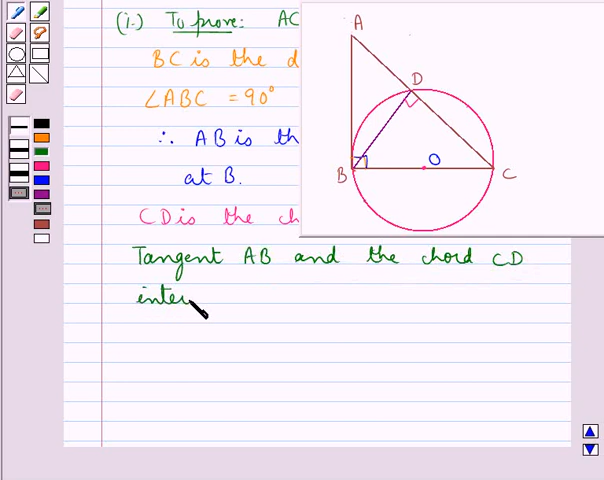 (i.) To prove: AC
BC is the d
∠ABC = 90°
∴ AB is th
at B.
CD is the ch
Tangent AB and the chord CD
inter
A
D
B
O
C